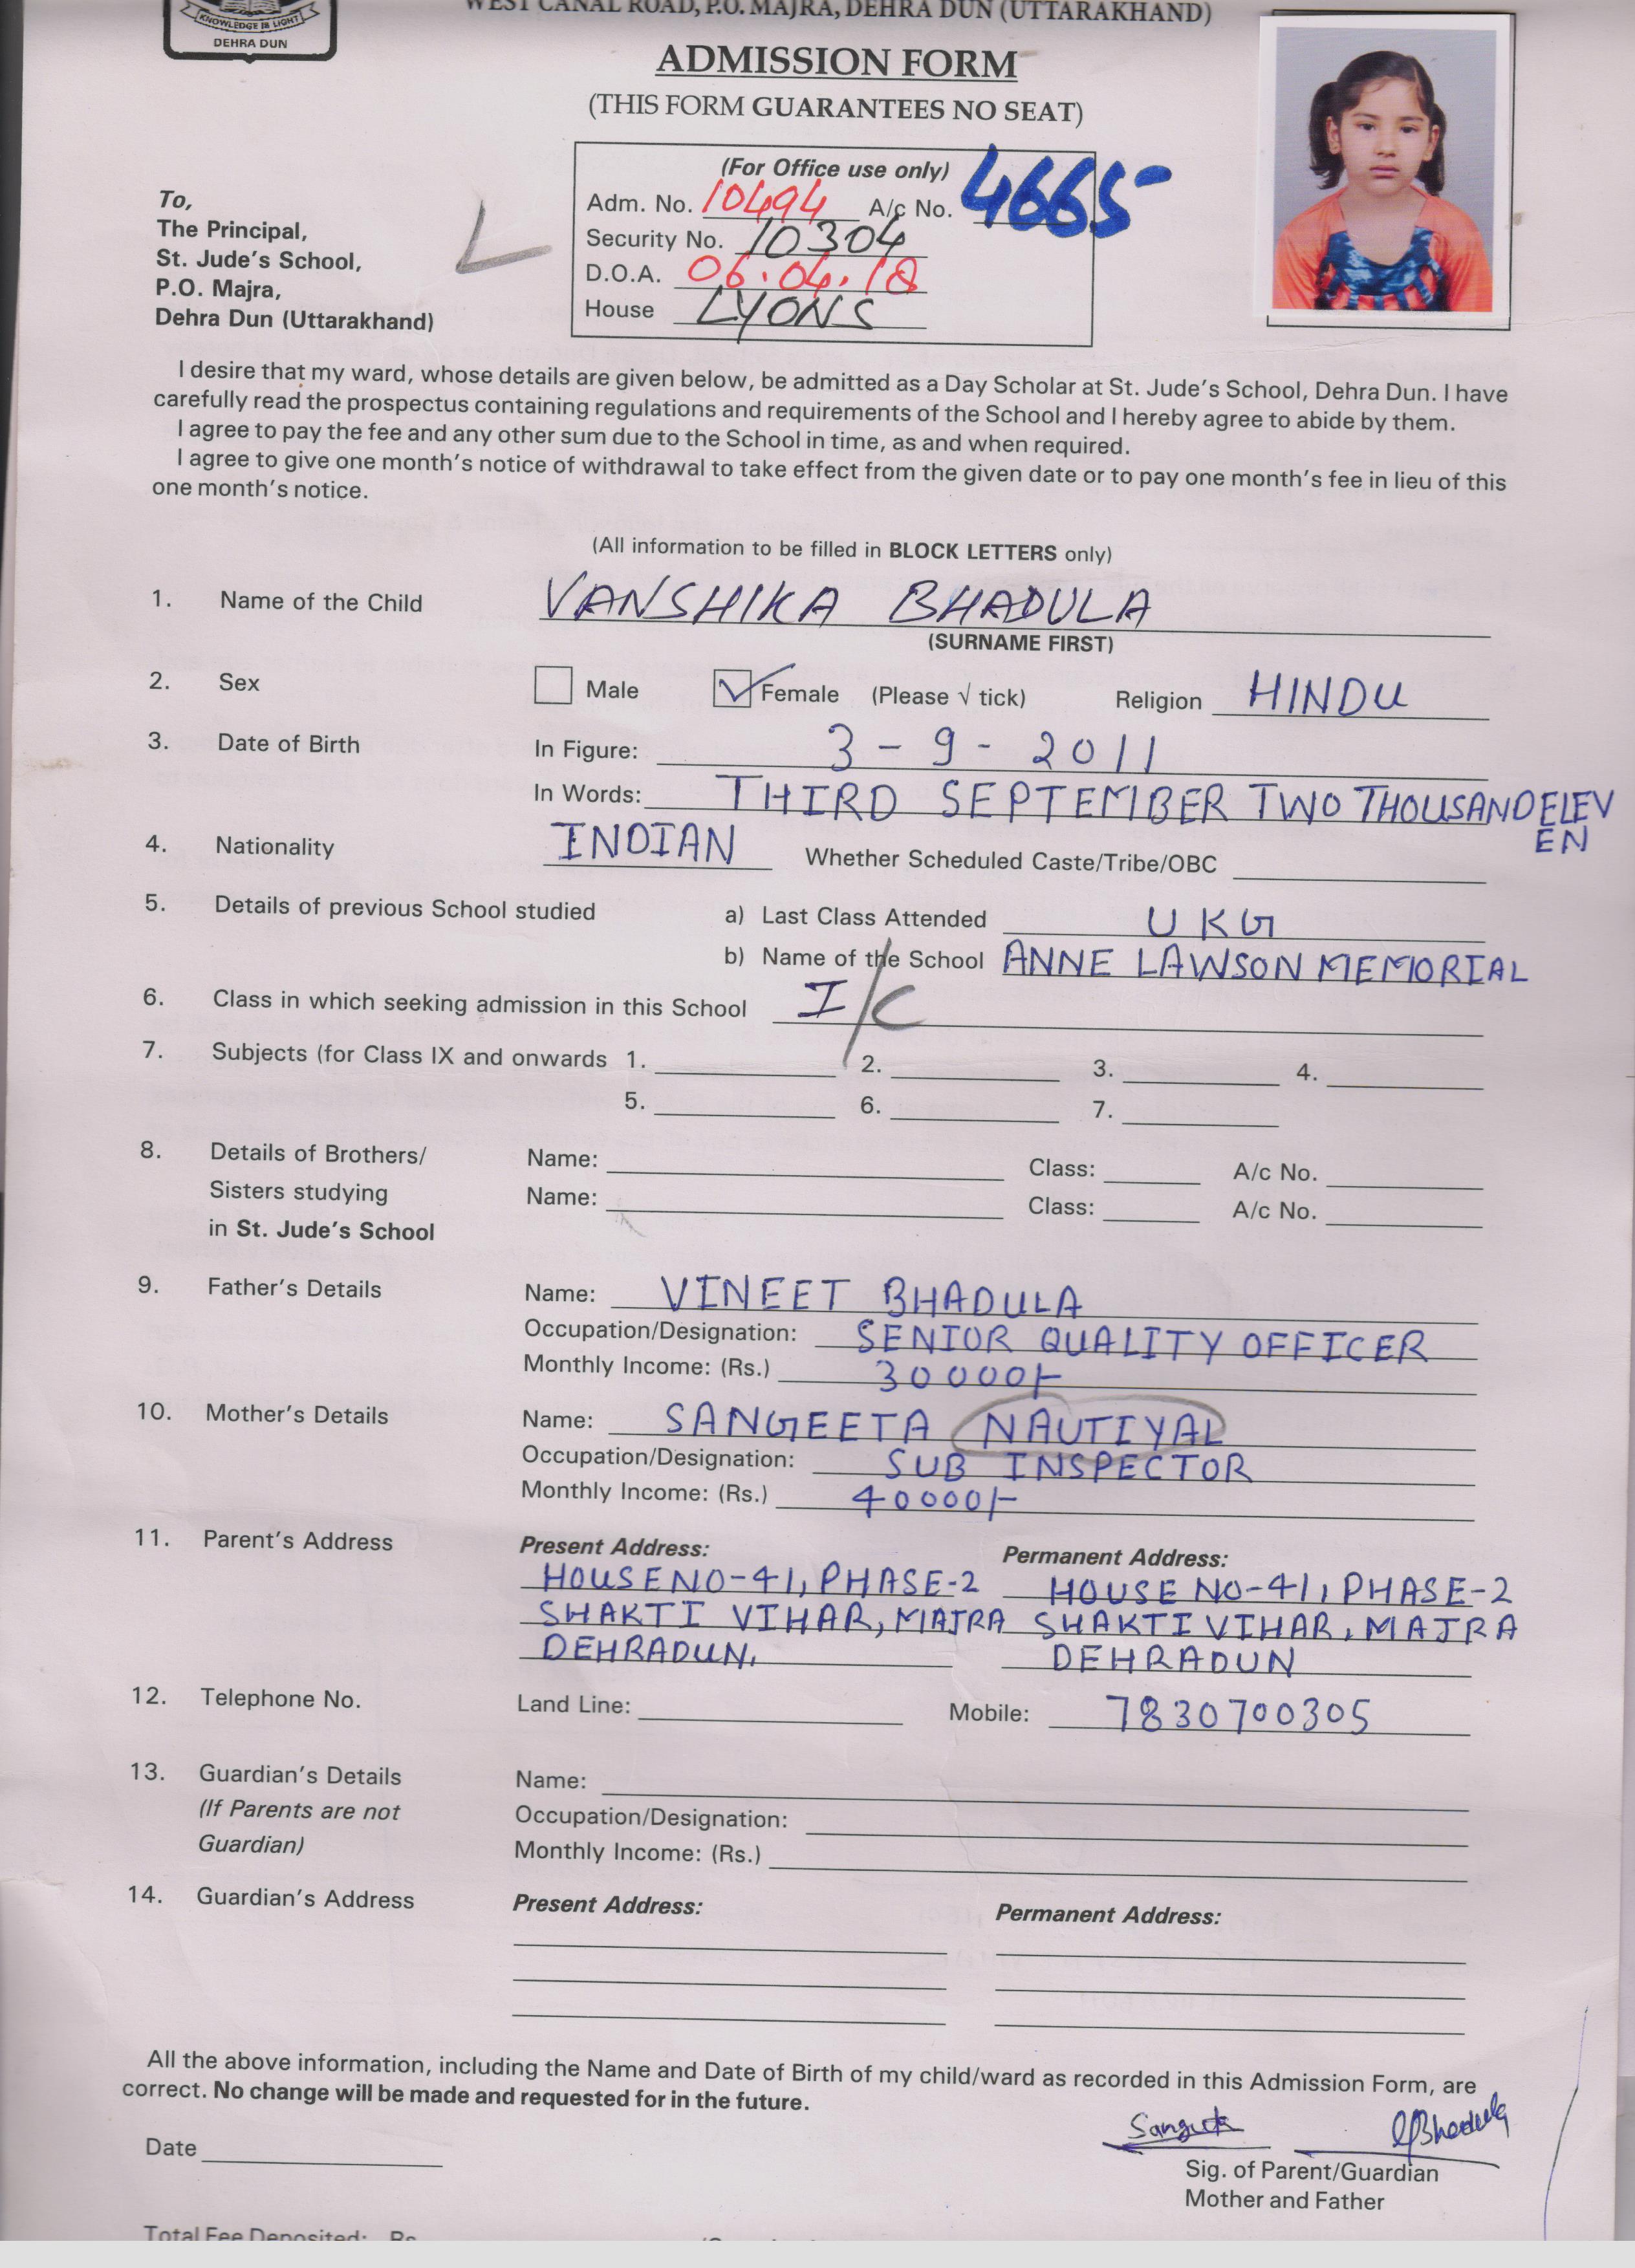 KNOWLEDGE IS LIGHT
DEHRA DUN
WEST CANAL ROAD, P.O. MAJRA, DEHRA DUN (UTTARAKHAND)
ADMISSION FORM
(THIS FORM GUARANTEES NO SEAT)
(For Office use only)
Adm. No. 10494 A/c No. 4665
Security No. 10304
D.O.A. 06.04.18
House LYONS
To,
The Principal,
St. Jude's School,
P.O. Majra,
Dehra Dun (Uttarakhand)
I desire that my ward, whose details are given below, be admitted as a Day Scholar at St. Jude's School, Dehra Dun. I have
carefully read the prospectus containing regulations and requirements of the School and I hereby agree to abide by them.
I agree to pay the fee and any other sum due to the School in time, as and when required.
I agree to give one month's notice of withdrawal to take effect from the given date or to pay one month's fee in lieu of this
one month's notice.
(All information to be filled in BLOCK LETTERS only)
1. Name of the Child VANSHIKA BHADULA
(SURNAME FIRST)
2. Sex Male Female (Please √ tick) Religion HINDU
3. Date of Birth In Figure: 3 - 9 - 2011
In Words: THIRD SEPTEMBER TWO THOUSAND ELEV
EN
4. Nationality INDIAN Whether Scheduled Caste/Tribe/OBC
5. Details of previous School studied a) Last Class Attended UKG
b) Name of the School ANNE LAWSON MEMORIAL
6. Class in which seeking admission in this School I/C
7. Subjects (for Class IX and onwards 1. 2. 3. 4.
5. 6. 7.
8. Details of Brothers/ Name: Class: A/c No.
Sisters studying Name: Class: A/c No.
in St. Jude's School
9. Father's Details Name: VINEET BHADULA
Occupation/Designation: SENIOR QUALITY OFFICER
Monthly Income: (Rs.) 30000/-
10. Mother's Details Name: SANGEETA NAUTIYAL
Occupation/Designation: SUB INSPECTOR
Monthly Income: (Rs.) 40000/-
11. Parent's Address Present Address: Permanent Address:
HOUSE NO-41, PHASE-2 HOUSE NO-41, PHASE-2
SHAKTI VIHAR, MAJRA SHAKTI VIHAR, MAJRA
DEHRADUN. DEHRADUN
12. Telephone No. Land Line: Mobile: 7830700305
13. Guardian's Details Name:
(If Parents are not Occupation/Designation:
Guardian) Monthly Income: (Rs.)
14. Guardian's Address Present Address: Permanent Address:
All the above information, including the Name and Date of Birth of my child/ward as recorded in this Admission Form, are
correct. No change will be made and requested for in the future.
Sangeeta Bhadula
Date
Sig. of Parent/Guardian
Mother and Father
Total Fee Deposited: Rs.